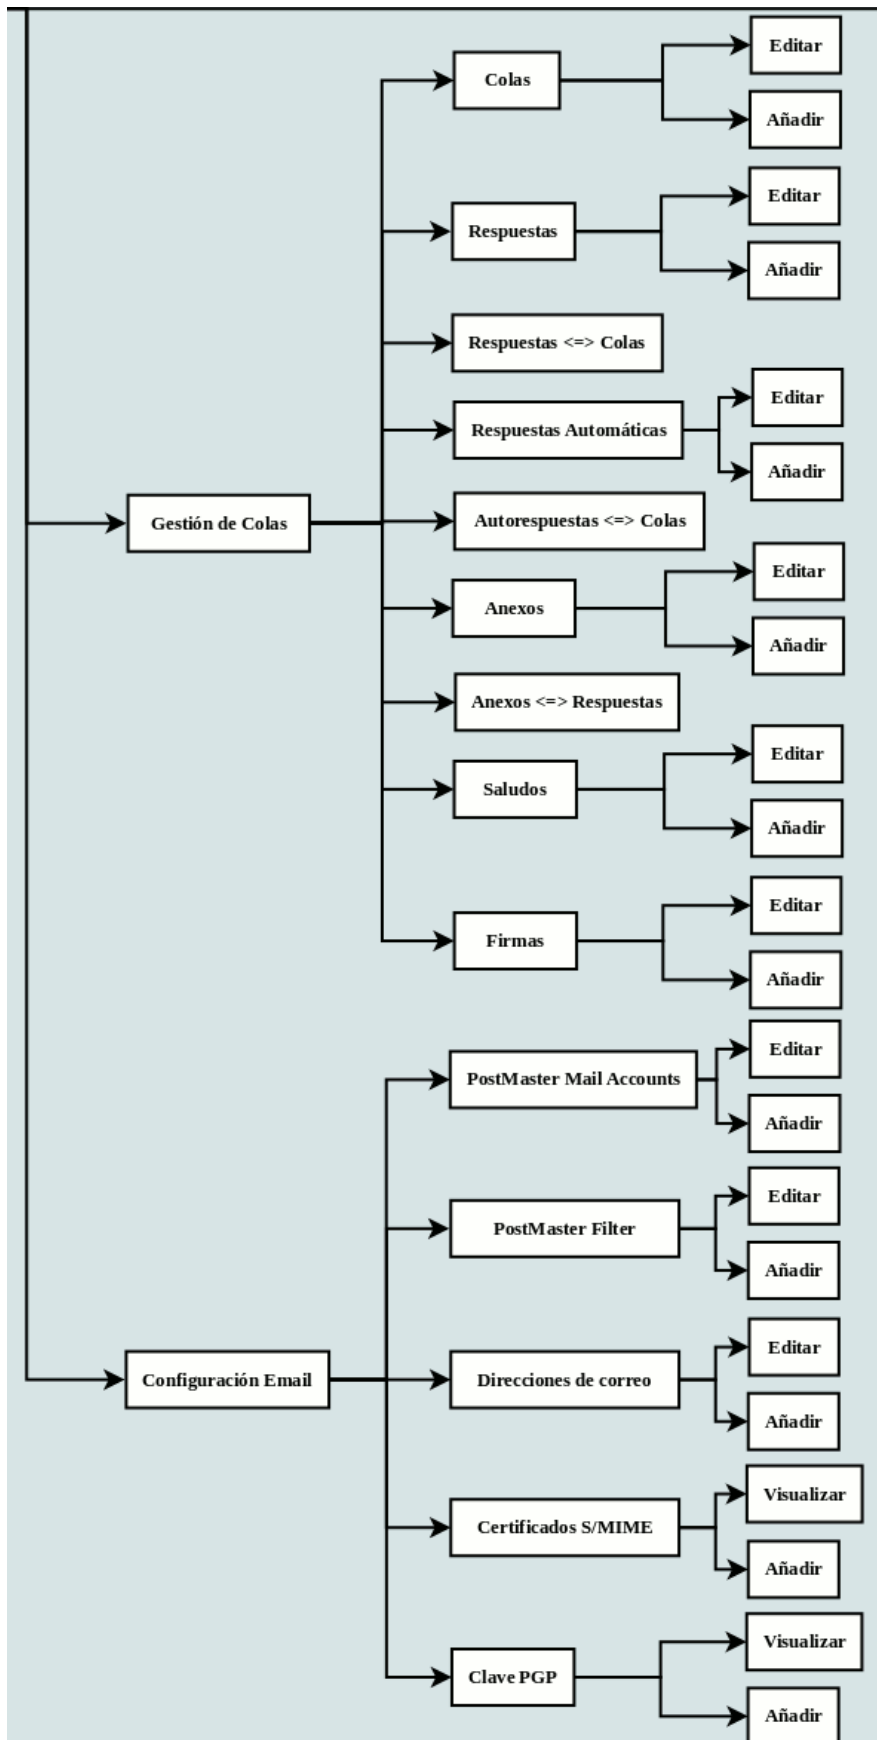 Colas
Editar
Añadir
Respuestas
Editar
Añadir
Respuestas <=> Colas
Respuestas Automáticas
Editar
Añadir
Gestión de Colas
Autorespuestas <=> Colas
Anexos
Editar
Añadir
Anexos <=> Respuestas
Saludos
Editar
Añadir
Firmas
Editar
Añadir
PostMaster Mail Accounts
Editar
Añadir
PostMaster Filter
Editar
Añadir
Configuración Email
Direcciones de correo
Editar
Añadir
Certificados S/MIME
Visualizar
Añadir
Clave PGP
Visualizar
Añadir